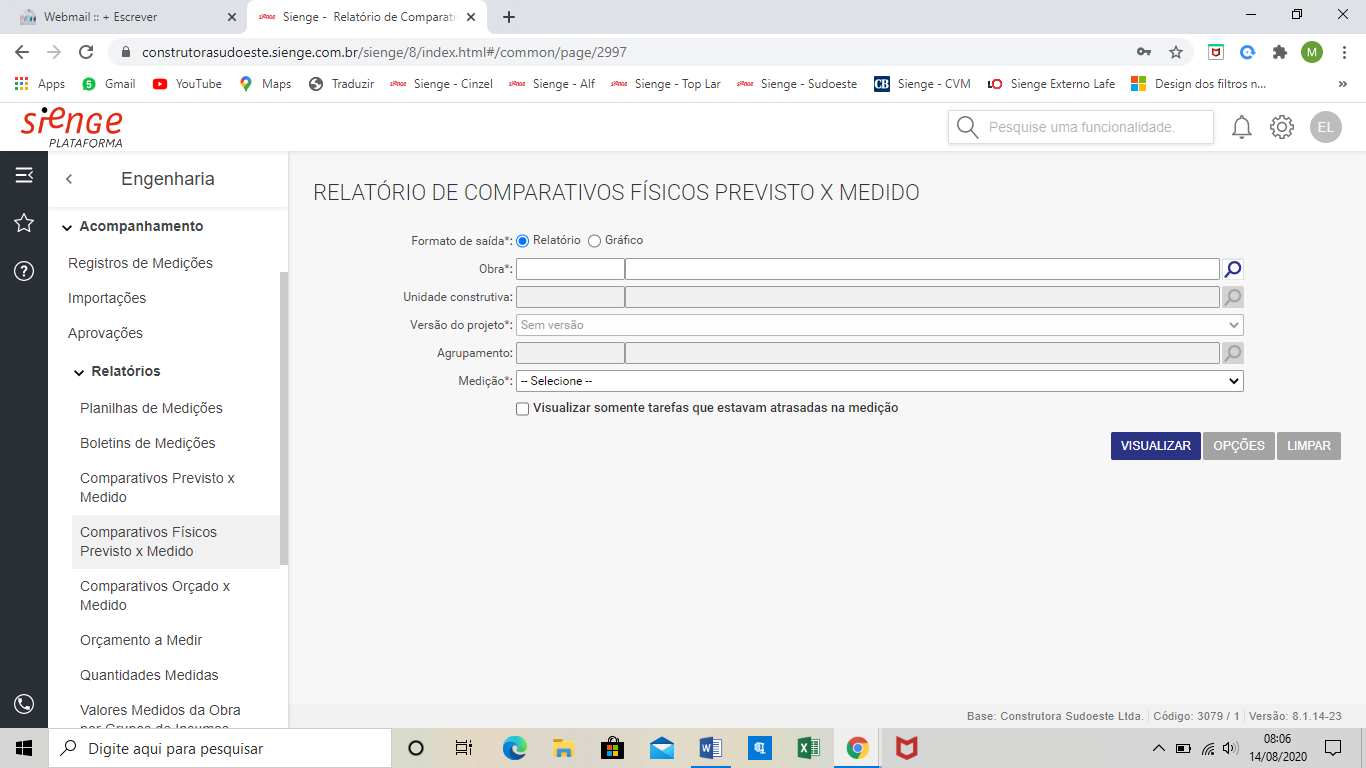 Webmail :: + Escrever
Sienge - Relatório de Comparati
construtorasudoeste.sienge.com.br/sienge/8/index.html#/common/page/2997
M
Apps
Gmail
YouTube
Maps
Traduzir
Sienge - Cinzel
Sienge - Alf
Sienge - Top Lar
Sienge - Sudoeste
CB
Sienge - CVM
Sienge Externo Lafe
Design dos filtros n...
»
sienge
PLATAFORMA
Pesquise uma funcionalidade.
EL
Engenharia
Acompanhamento
Registros de Medições
Importações
Aprovações
Relatórios
Planilhas de Medições
Boletins de Medições
Comparativos Previsto x
Medido
Comparativos Físicos
Previsto x Medido
Comparativos Orçado x
Medido
Orçamento a Medir
Quantidades Medidas
Valores Medidos da Obra
por Grupos de Insumos
RELATÓRIO DE COMPARATIVOS FÍSICOS PREVISTO X MEDIDO
Formato de saída*: Relatório Gráfico
Obra*:
Unidade construtiva:
Versão do projeto*: Sem versão
Agrupamento:
Medição*: -- Selecione --
Visualizar somente tarefas que estavam atrasadas na medição
VISUALIZAR OPÇÕES LIMPAR
Base: Construtora Sudoeste Ltda. | Código: 3079 / 1 | Versão: 8.1.14-23
Digite aqui para pesquisar
08:06
14/08/2020